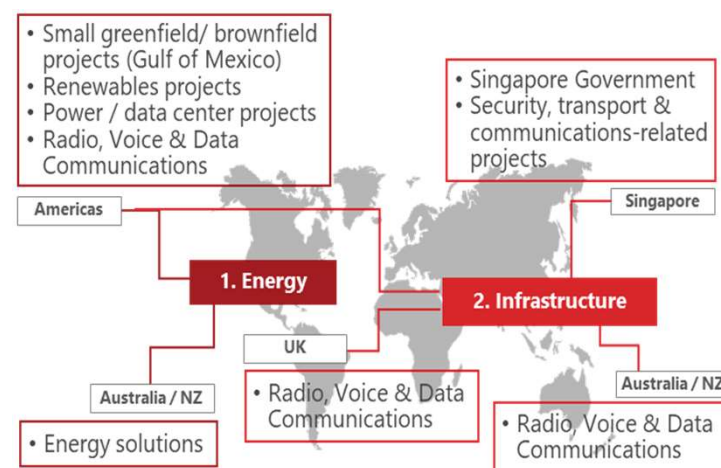 • Small greenfield/ brownfield
projects (Gulf of Mexico)
• Renewables projects
• Power / data center projects
• Radio, Voice & Data
Communications
• Singapore Government
• Security, transport &
communications-related
projects
Americas
Singapore
1. Energy
2. Infrastructure
UK
Australia / NZ
Australia / NZ
• Radio, Voice & Data
Communications
• Energy solutions
• Radio, Voice & Data
Communications